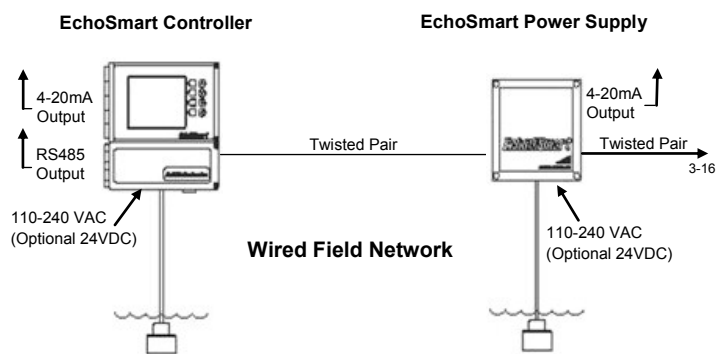 EchoSmart Controller
EchoSmart Power Supply
4-20mA
Output
RS485
Output
110-240 VAC
(Optional 24VDC)
Twisted Pair
Wired Field Network
EchoSmart
4-20mA
Output
Twisted Pair
3-16
110-240 VAC
(Optional 24VDC)